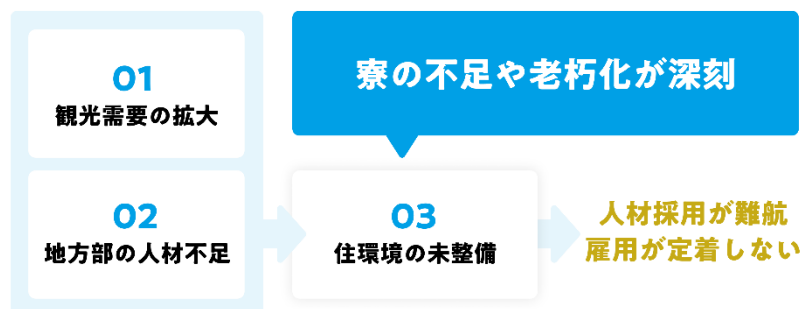 01
観光需要の拡大
02
地方部の人材不足
寮の不足や老朽化が深刻
03
住環境の未整備
人材採用が難航
雇用が定着しない